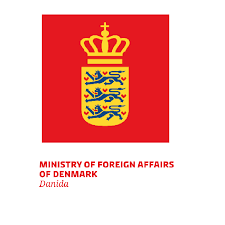 MINISTRY OF FOREIGN AFFAIRS
OF DENMARK
Danida